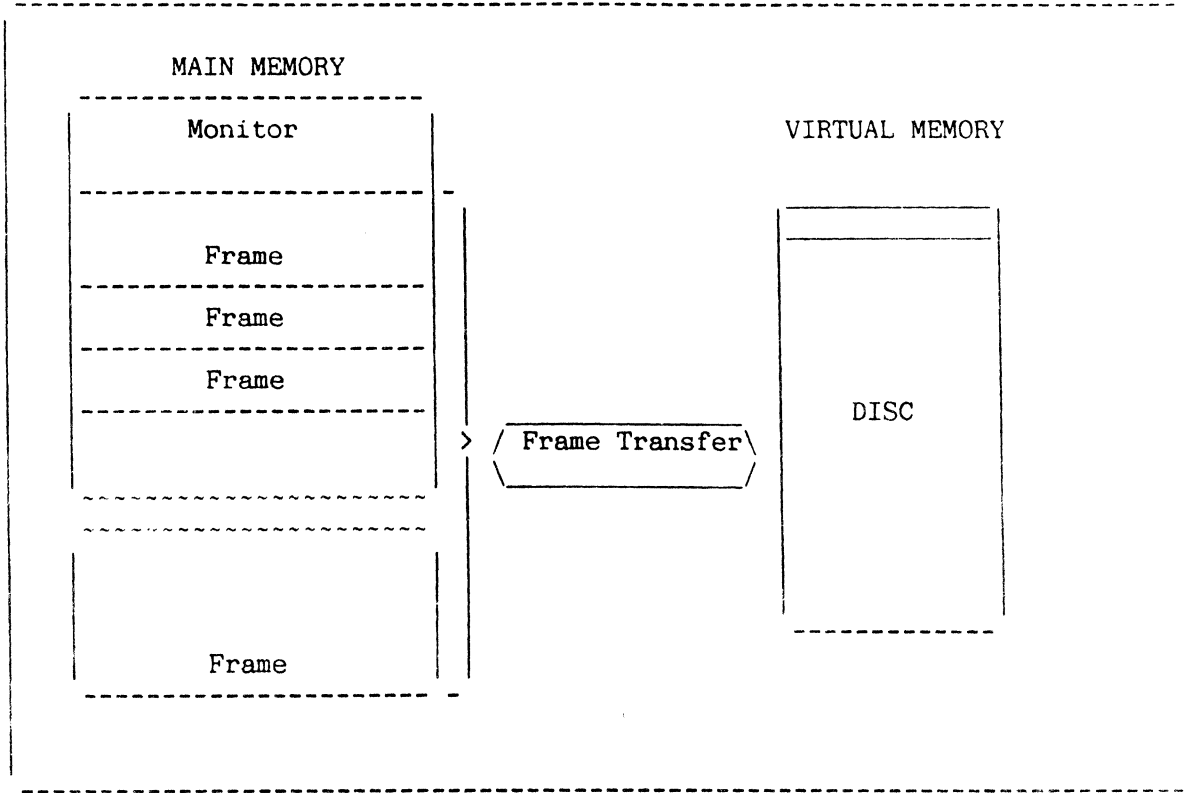 MAIN MEMORY
Monitor
VIRTUAL MEMORY
Frame
Frame
Frame
DISC
> Frame Transfer
Frame